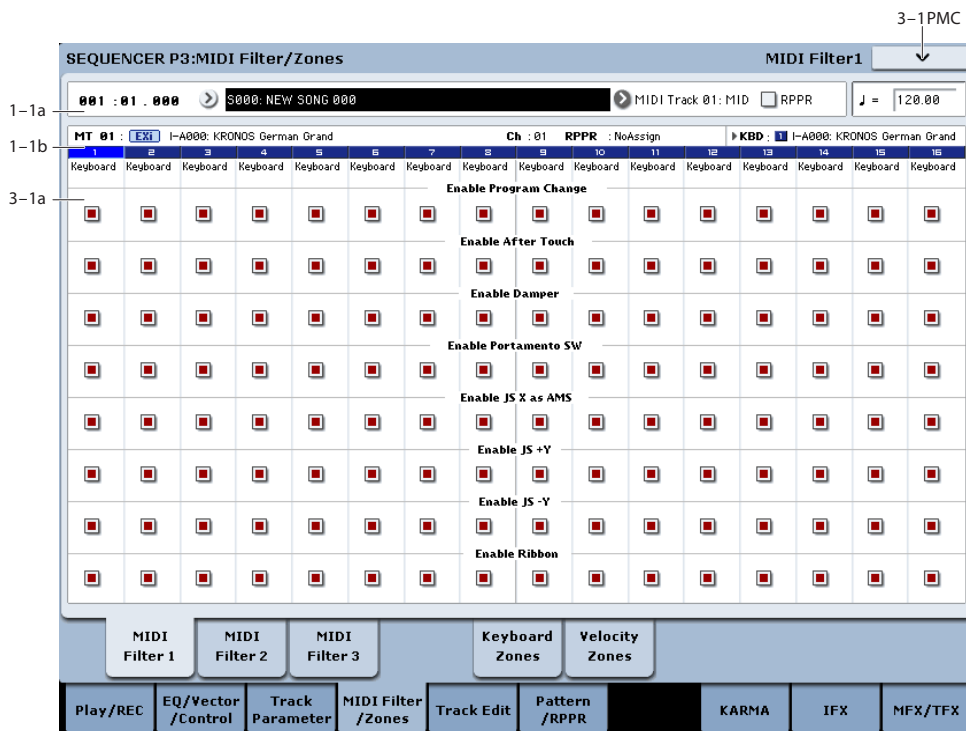 3-1PMC
SEQUENCER P3:MIDI Filter/Zones MIDI Filter1
1-1a
001 :01 . 000 S000: NEW SONG 000 MIDI Track 01: MID RPPR ♩ = 120.00
1-1b
MT 01 : EXi I-A000: KRONOS German Grand Ch : 01 RPPR : NoAssign ▶KBD : 1 I-A000: KRONOS German Grand
1 2 3 4 5 6 7 8 9 10 11 12 13 14 15 16
Keyboard Keyboard Keyboard Keyboard Keyboard Keyboard Keyboard Keyboard Keyboard Keyboard Keyboard Keyboard Keyboard Keyboard Keyboard Keyboard
Enable Program Change
3-1a
Enable After Touch
Enable Damper
Enable Portamento SW
Enable JS X as AMS
Enable JS +Y
Enable JS -Y
Enable Ribbon
MIDI Filter 1 MIDI Filter 2 MIDI Filter 3 Keyboard Zones Velocity Zones
Play/REC EQ/Vector /Control Track Parameter MIDI Filter /Zones Track Edit Pattern /RPPR KARMA IFX MFX/TFX